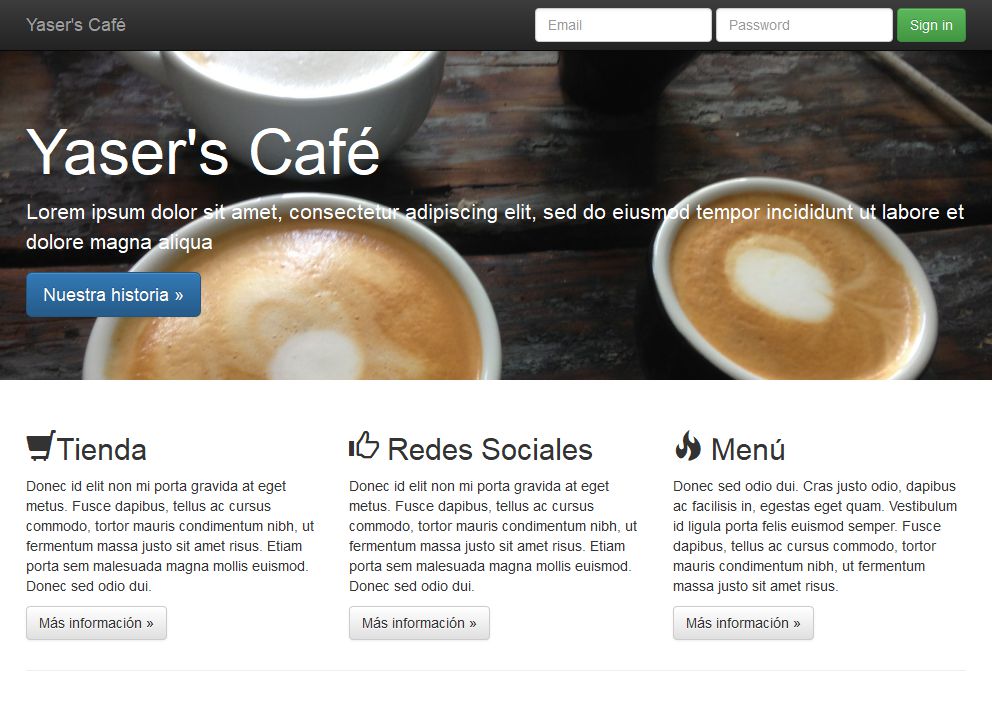 Yaser's Café
Email
Password
Sign in
Yaser's Café
Lorem ipsum dolor sit amet, consectetur adipiscing elit, sed do eiusmod tempor incididunt ut labore et
dolore magna aliqua
Nuestra historia »
Tienda
Donec id elit non mi porta gravida at eget
metus. Fusce dapibus, tellus ac cursus
commodo, tortor mauris condimentum nibh, ut
fermentum massa justo sit amet risus. Etiam
porta sem malesuada magna mollis euismod.
Donec sed odio dui.
Más información »
Redes Sociales
Donec id elit non mi porta gravida at eget
metus. Fusce dapibus, tellus ac cursus
commodo, tortor mauris condimentum nibh, ut
fermentum massa justo sit amet risus. Etiam
porta sem malesuada magna mollis euismod.
Donec sed odio dui.
Más información »
Menú
Donec sed odio dui. Cras justo odio, dapibus
ac facilisis in, egestas eget quam. Vestibulum
id ligula porta felis euismod semper. Fusce
dapibus, tellus ac cursus commodo, tortor
mauris condimentum nibh, ut fermentum
massa justo sit amet risus.
Más información »